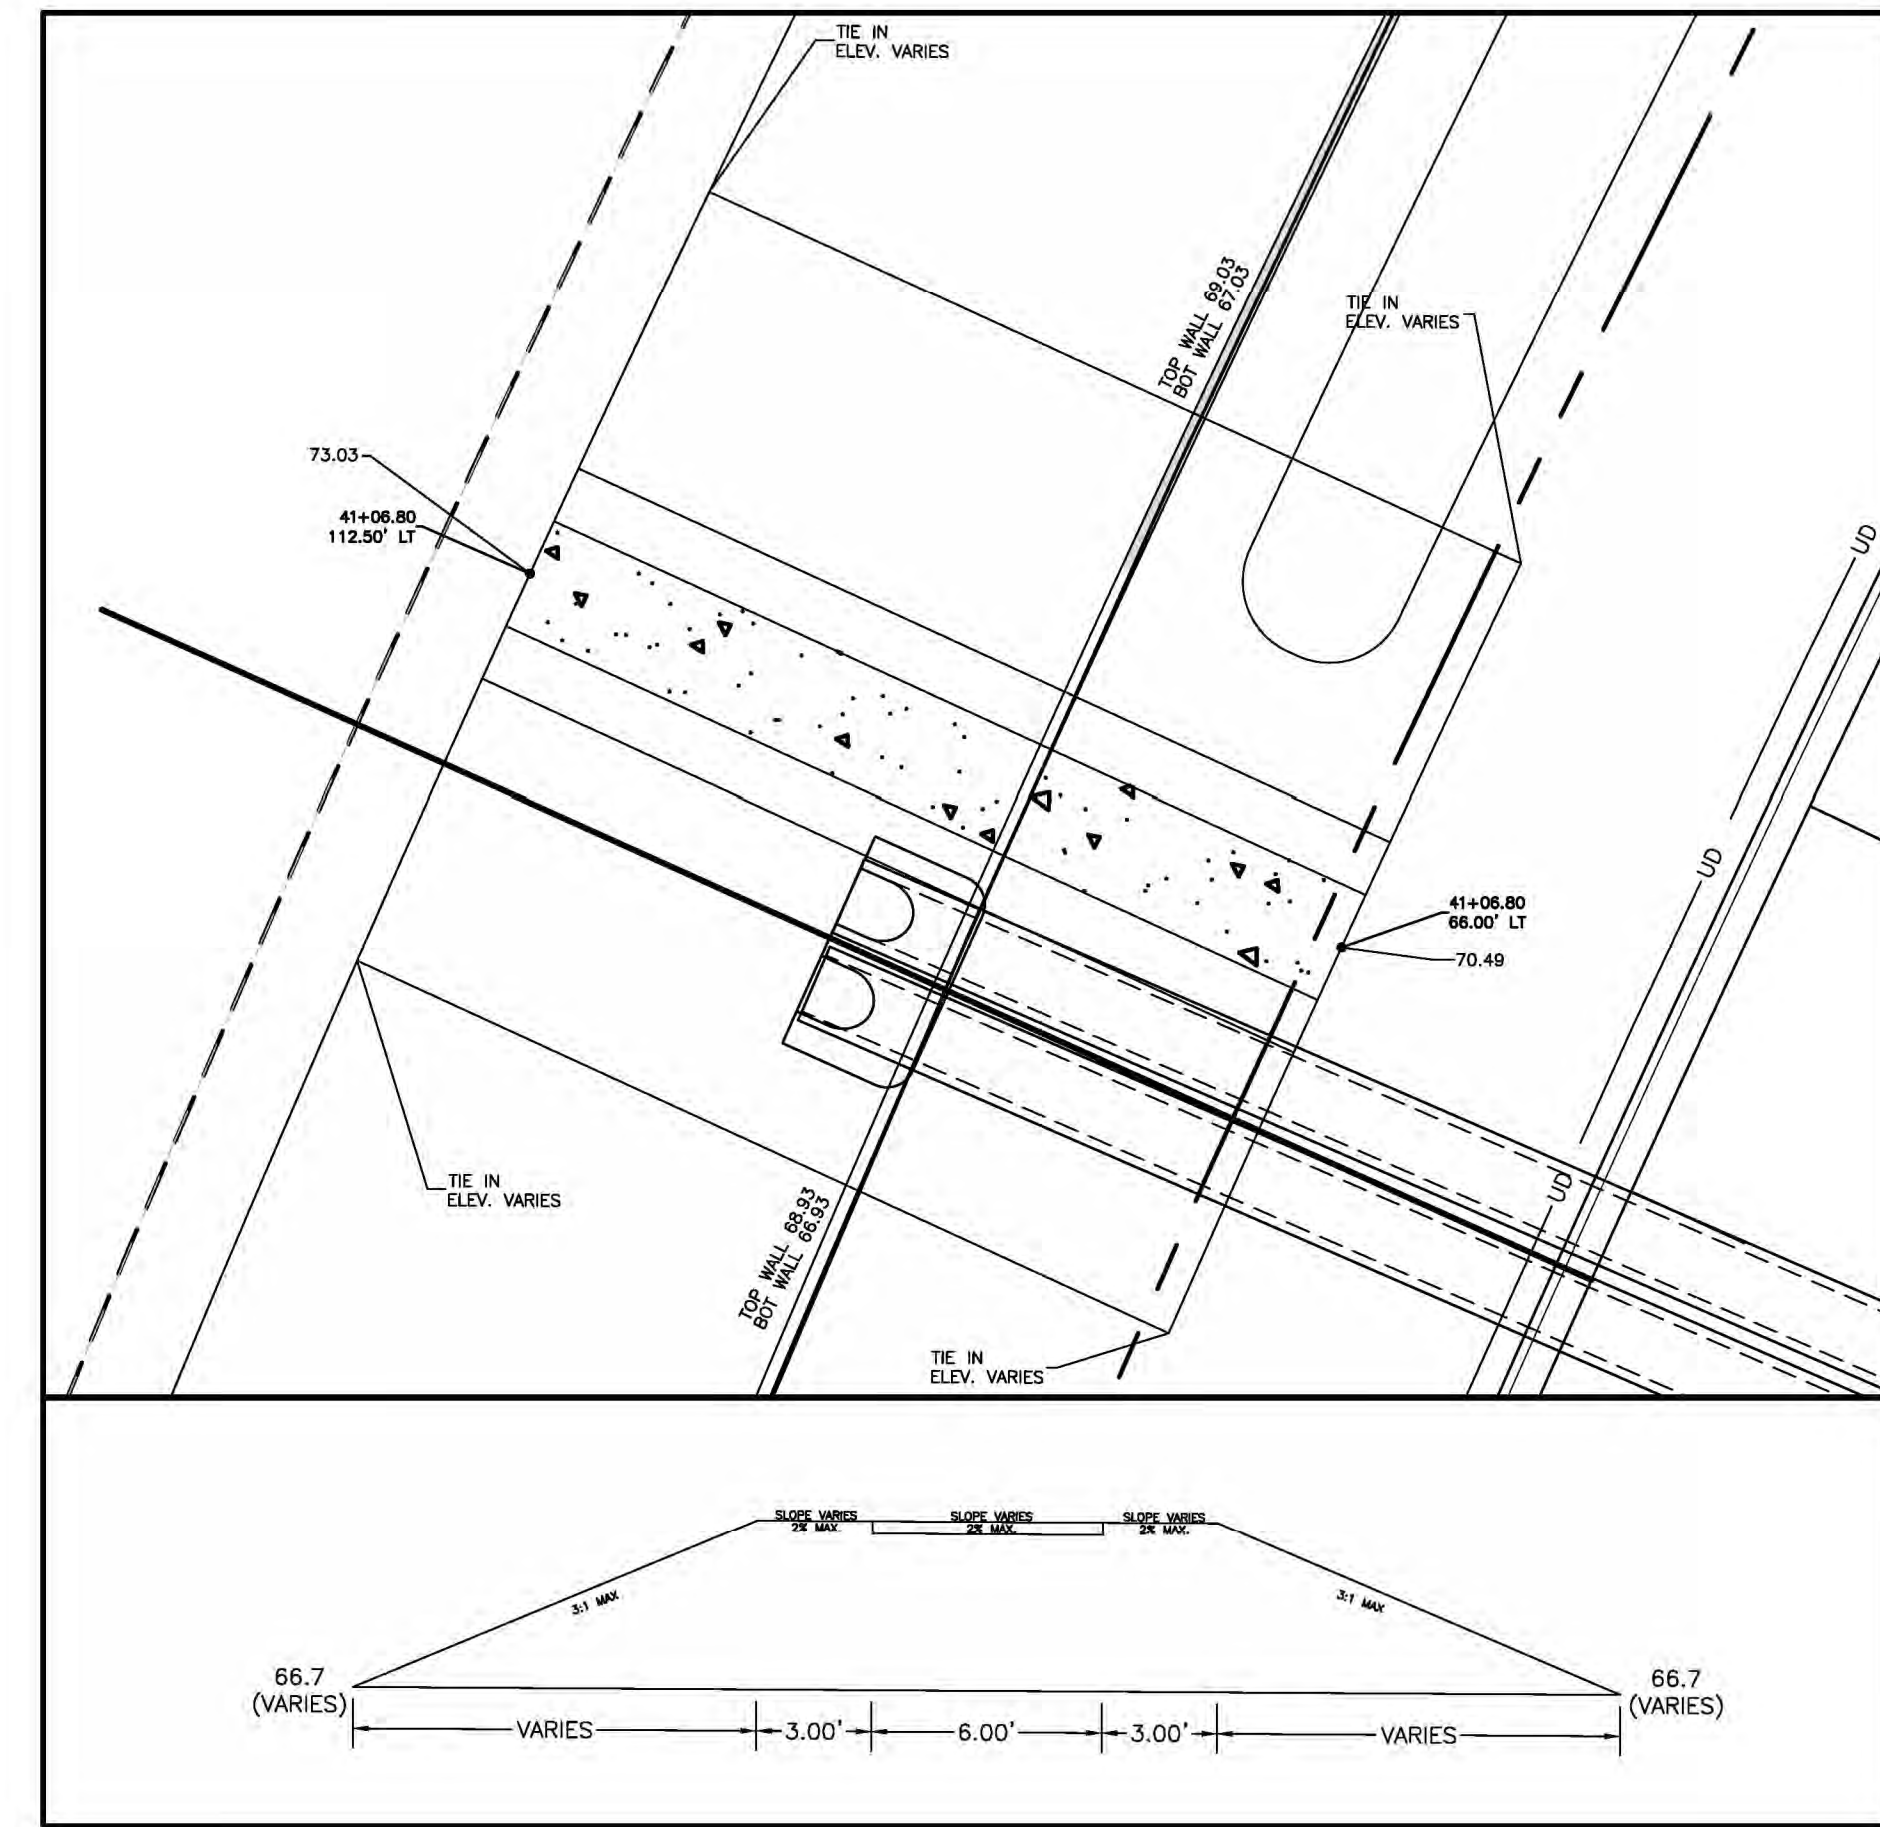 TIE IN
ELEV. VARIES
TOP WALL 69.03
BOT WALL 67.03
TIE IN
ELEV. VARIES
73.03
41+06.80
112.50' LT
UD
UD
41+06.80
66.00' LT
70.49
TIE IN
ELEV. VARIES
UD
TOP WALL 68.93
BOT WALL 66.93
TIE IN
ELEV. VARIES
SLOPE VARIES
2% MAX.
SLOPE VARIES
2% MAX.
SLOPE VARIES
2% MAX.
3:1 MAX
3:1 MAX
66.7
(VARIES)
66.7
(VARIES)
VARIES
3.00'
6.00'
3.00'
VARIES